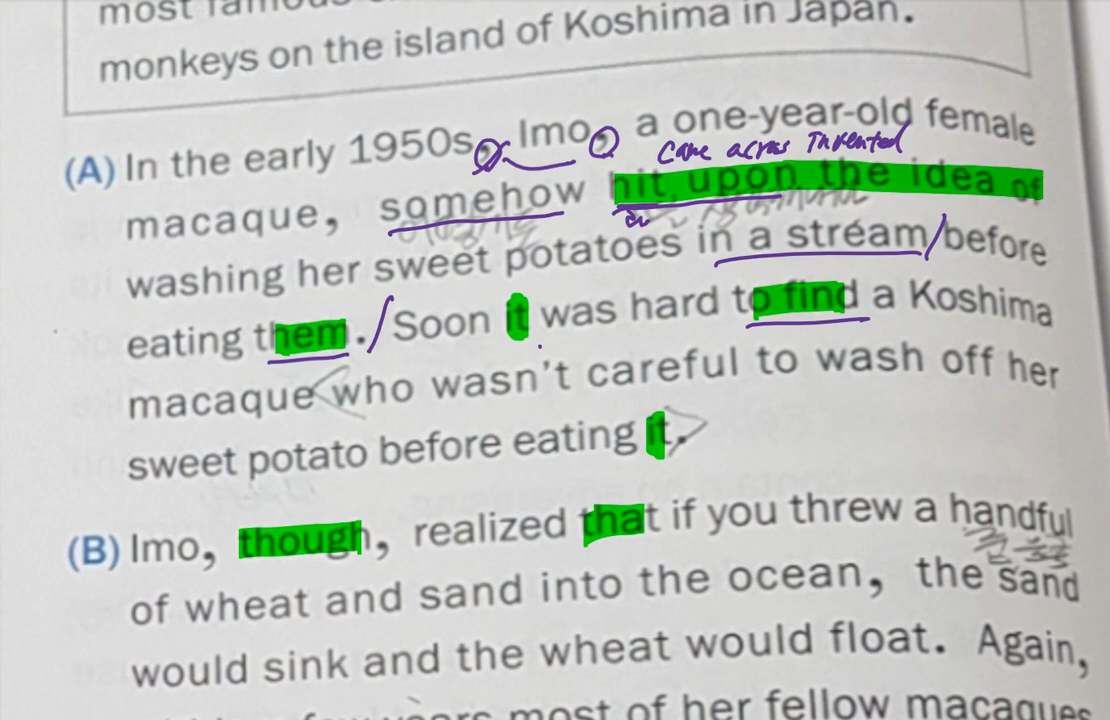 monkeys on the island of Koshima in Japan.
(A) In the early 1950s, Imo, a one-year-old female
came across invented
macaque, somehow hit upon the idea of
washing her sweet potatoes in a stream/before
eating them./Soon it was hard to find a Koshima
macaque who wasn't careful to wash off her
sweet potato before eating it.
(B) Imo, though, realized that if you threw a handful
of wheat and sand into the ocean, the sand
would sink and the wheat would float. Again,
most of her fellow macaques